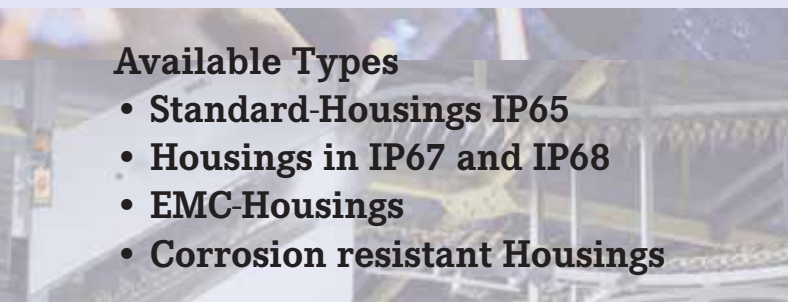 Available Types
• Standard-Housings IP65
• Housings in IP67 and IP68
• EMC-Housings
• Corrosion resistant Housings